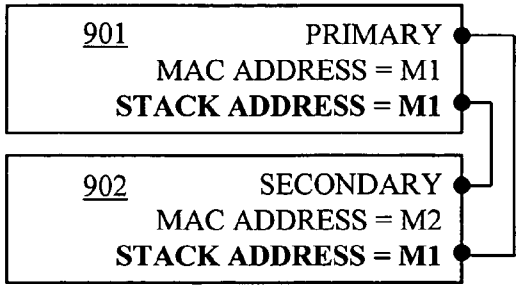 901 PRIMARY
MAC ADDRESS = M1
STACK ADDRESS = M1
902 SECONDARY
MAC ADDRESS = M2
STACK ADDRESS = M1